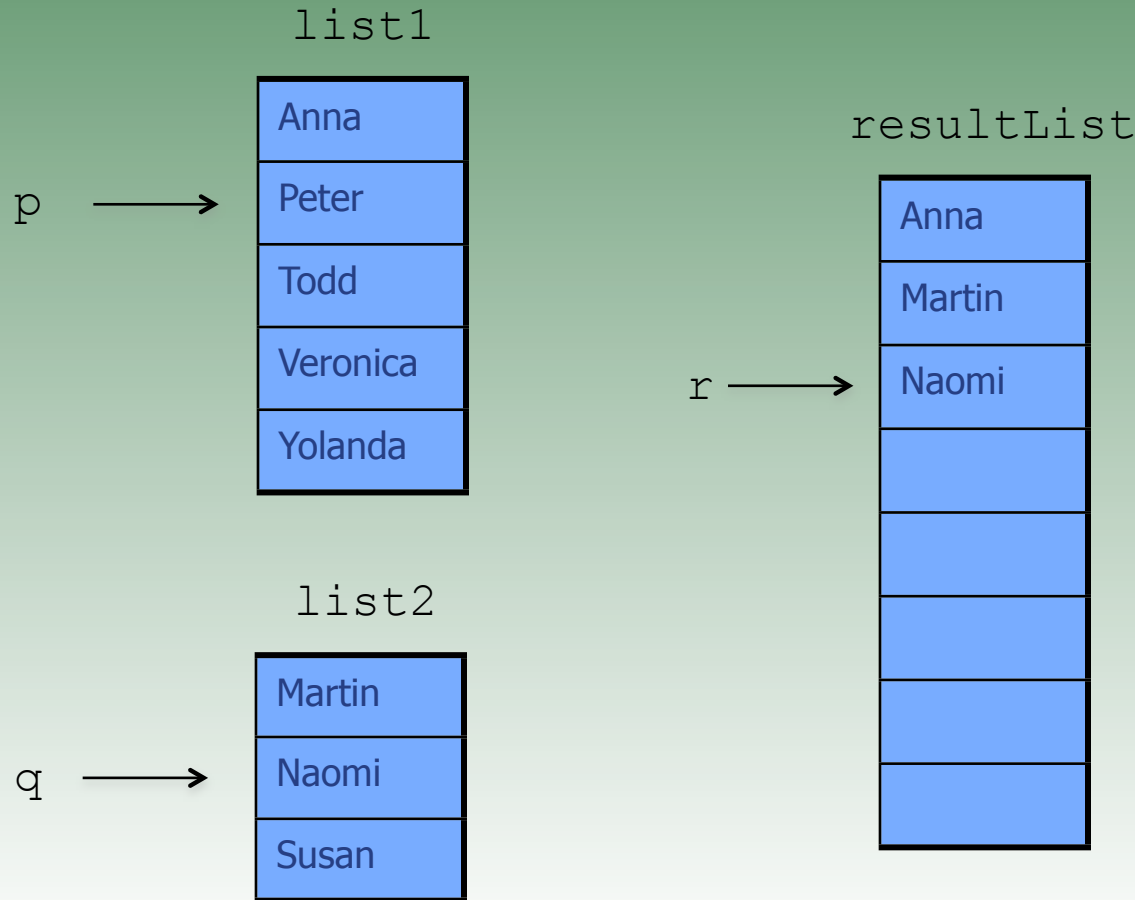 list1
Anna
p
Peter
Todd
Veronica
Yolanda
list2
Martin
q
Naomi
Susan
resultList
Anna
Martin
r
Naomi